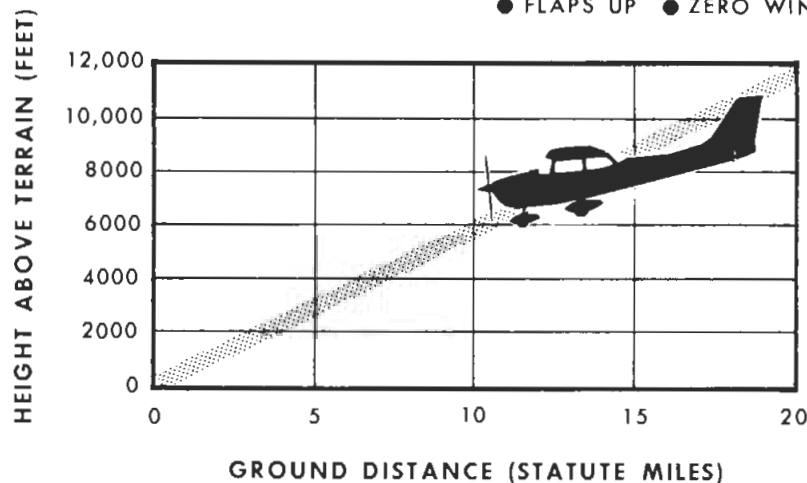 ● FLAPS UP ● ZERO
HEIGHT ABOVE TERRAIN (FEET)
12,000
10,000
8000
6000
4000
2000
0
0 5 10 15 20
GROUND DISTANCE (STATUTE MILES)